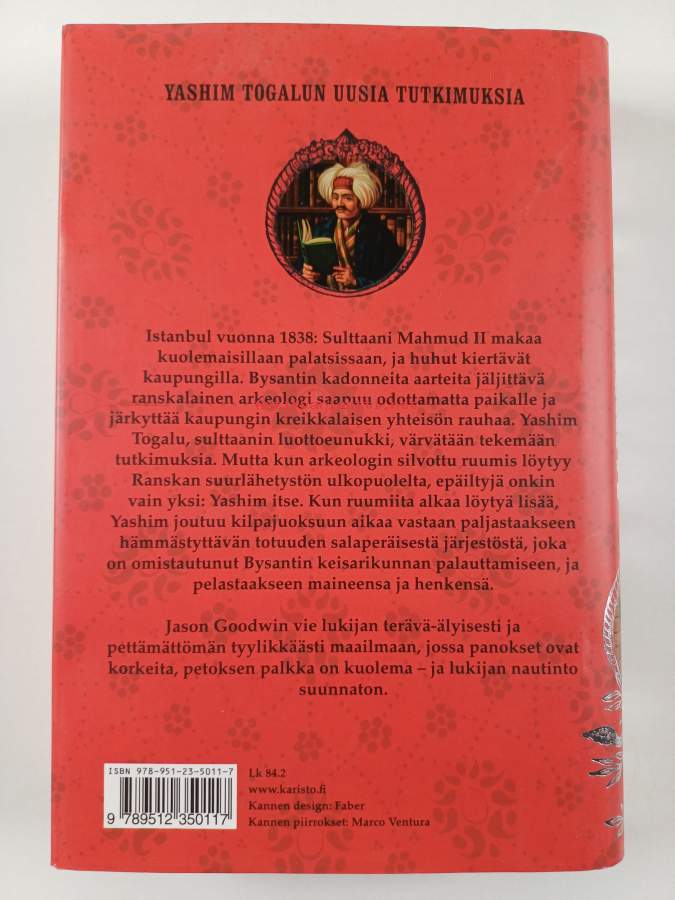 YASHIM TOGALUN UUSIA TUTKIMUKSIA
Istanbul vuonna 1838: Sulttaani Mahmud II makaa
kuolemaisillaan palatsissaan, ja huhut kiertävät
kaupungilla. Bysantin kadonneita aarteita jäljittävä
ranskalainen arkeologi saapuu odottamatta paikalle ja
järkyttää kaupungin kreikkalaisen yhteisön rauhaa. Yashim
Togalu, sulttaanin luottoeunukki, värvätään tekemään
tutkimuksia. Mutta kun arkeologin silvottu ruumis löytyy
Ranskan suurlähetystön ulkopuolelta, epäiltyjä onkin
vain yksi: Yashim itse. Kun ruumiita alkaa löytyä lisää,
Yashim joutuu kilpajuoksuun aikaa vastaan paljastaakseen
hämmästyttävän totuuden salaperäisestä järjestöstä, joka
on omistautunut Bysantin keisarikunnan palauttamiseen, ja
pelastaakseen maineensa ja henkensä.
Jason Goodwin vie lukijan terävä-älyisesti ja
pettämättömän tyylikkäästi maailmaan, jossa panokset ovat
korkeita, petoksen palkka on kuolema – ja lukijan nautinto
suunnaton.
ISBN 978-951-23-5011-7
9 789512 350117
Lk 84.2
www.karisto.fi
Kannen design: Faber
Kannen piirrokset: Marco Ventura